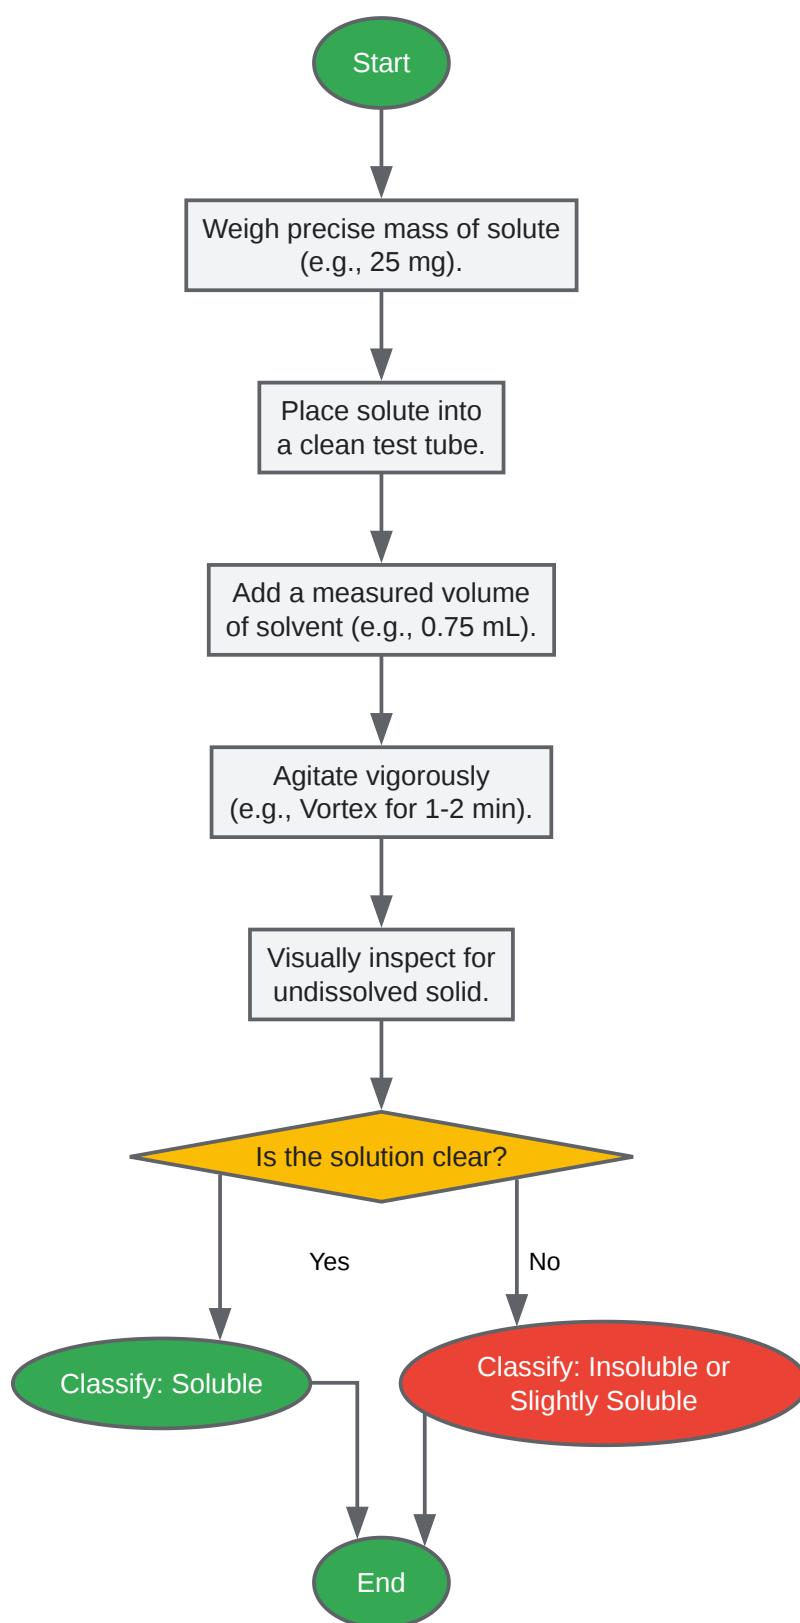 Start
Weigh precise mass of solute
(e.g., 25 mg).
Place solute into
a clean test tube.
Add a measured volume
of solvent (e.g., 0.75 mL).
Agitate vigorously
(e.g., Vortex for 1-2 min).
Visually inspect for
undissolved solid.
Is the solution clear?
Yes
No
Classify: Soluble
Classify: Insoluble or
Slightly Soluble
End